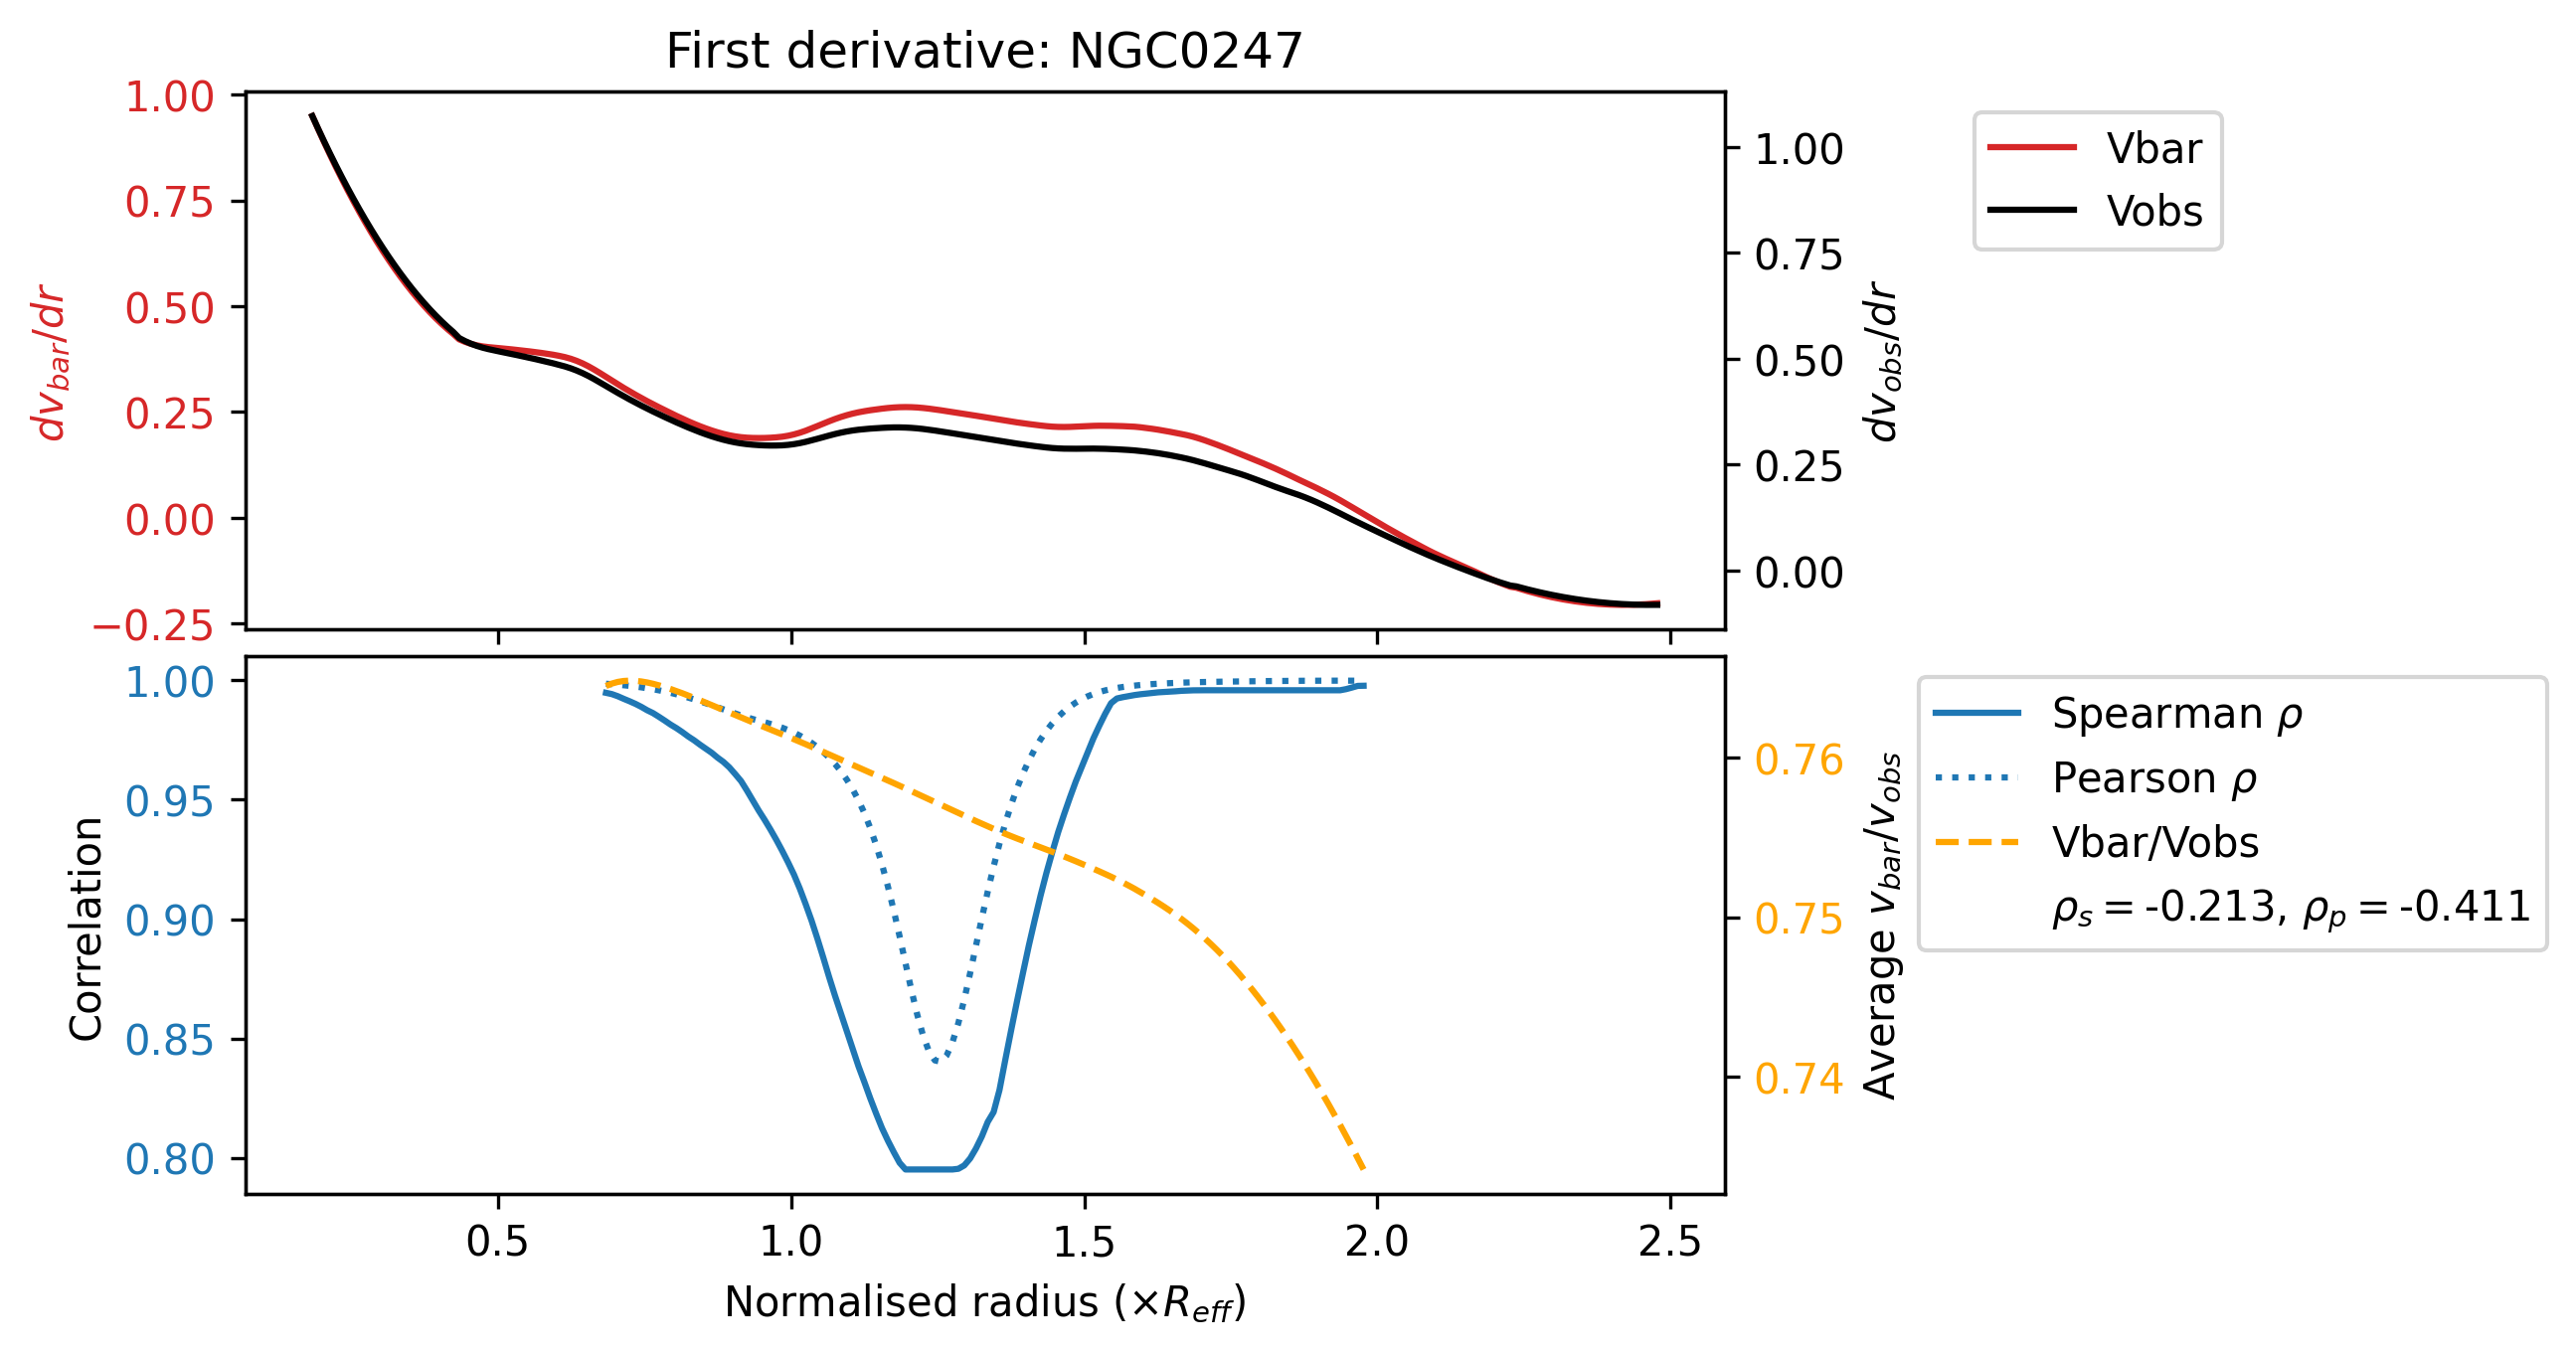 First derivative: NGC0247
1.00
0.75
0.50
0.25
0.00
−0.25
dv_bar/dr
1.00
0.75
0.50
0.25
0.00
dv_obs/dr
Vbar
Vobs
1.00
0.95
0.90
0.85
0.80
Correlation
0.76
0.75
0.74
Average v_bar/v_obs
Spearman ρ
Pearson ρ
Vbar/Vobs
ρ_s = -0.213, ρ_p = -0.411
0.5 1.0 1.5 2.0 2.5
Normalised radius (×R_eff)